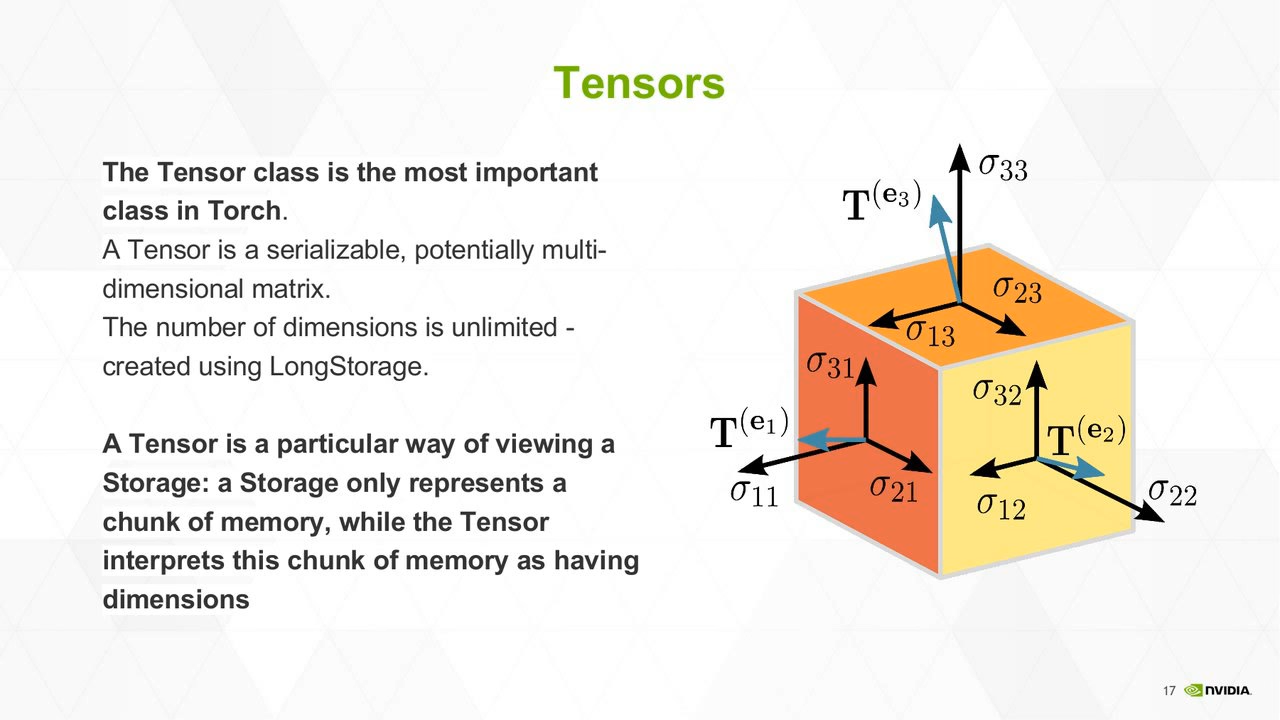 Tensors
The Tensor class is the most important
class in Torch.
A Tensor is a serializable, potentially multi-
dimensional matrix.
The number of dimensions is unlimited -
created using LongStorage.
A Tensor is a particular way of viewing a
Storage: a Storage only represents a
chunk of memory, while the Tensor
interprets this chunk of memory as having
dimensions
σ33
T(e3)
σ23
σ13
σ31
σ32
T(e1)
T(e2)
σ11
σ21
σ12
σ22
17 NVIDIA.